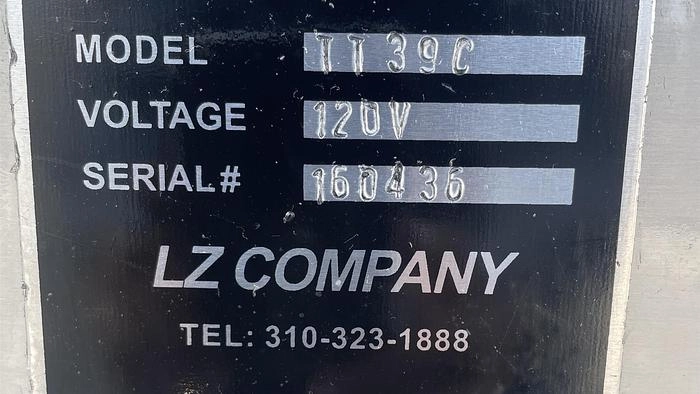 MODEL TT39C
VOLTAGE 120V
SERIAL# 160436
LZ COMPANY
TEL: 310-323-1888